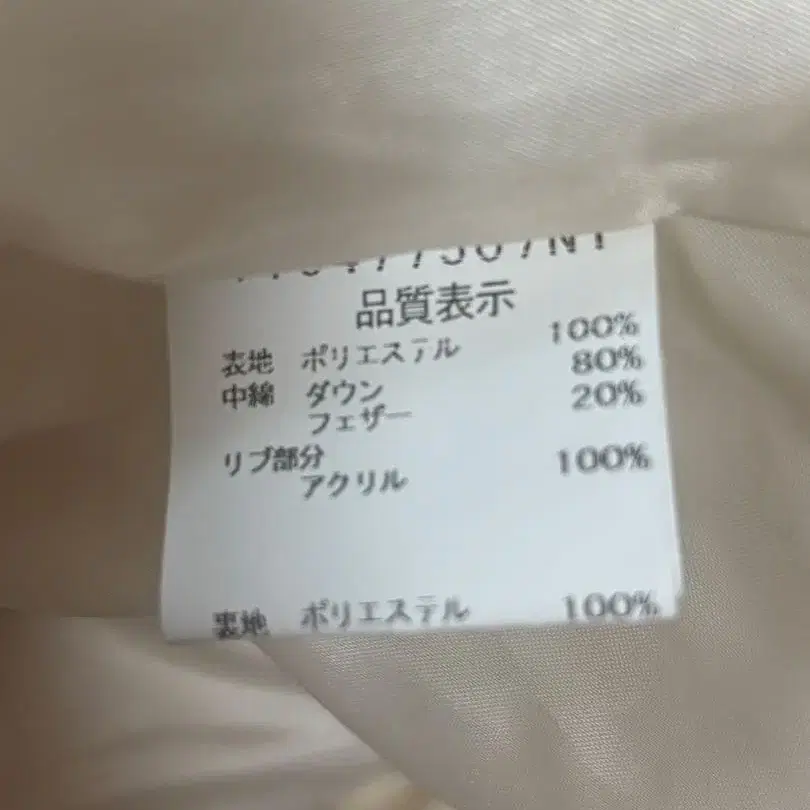 品質表示
表地 ポリエステル 100%
中綿 ダウン 80%
フェザー 20%
リブ部分
アクリル 100%
裏地 ポリエステル 100%